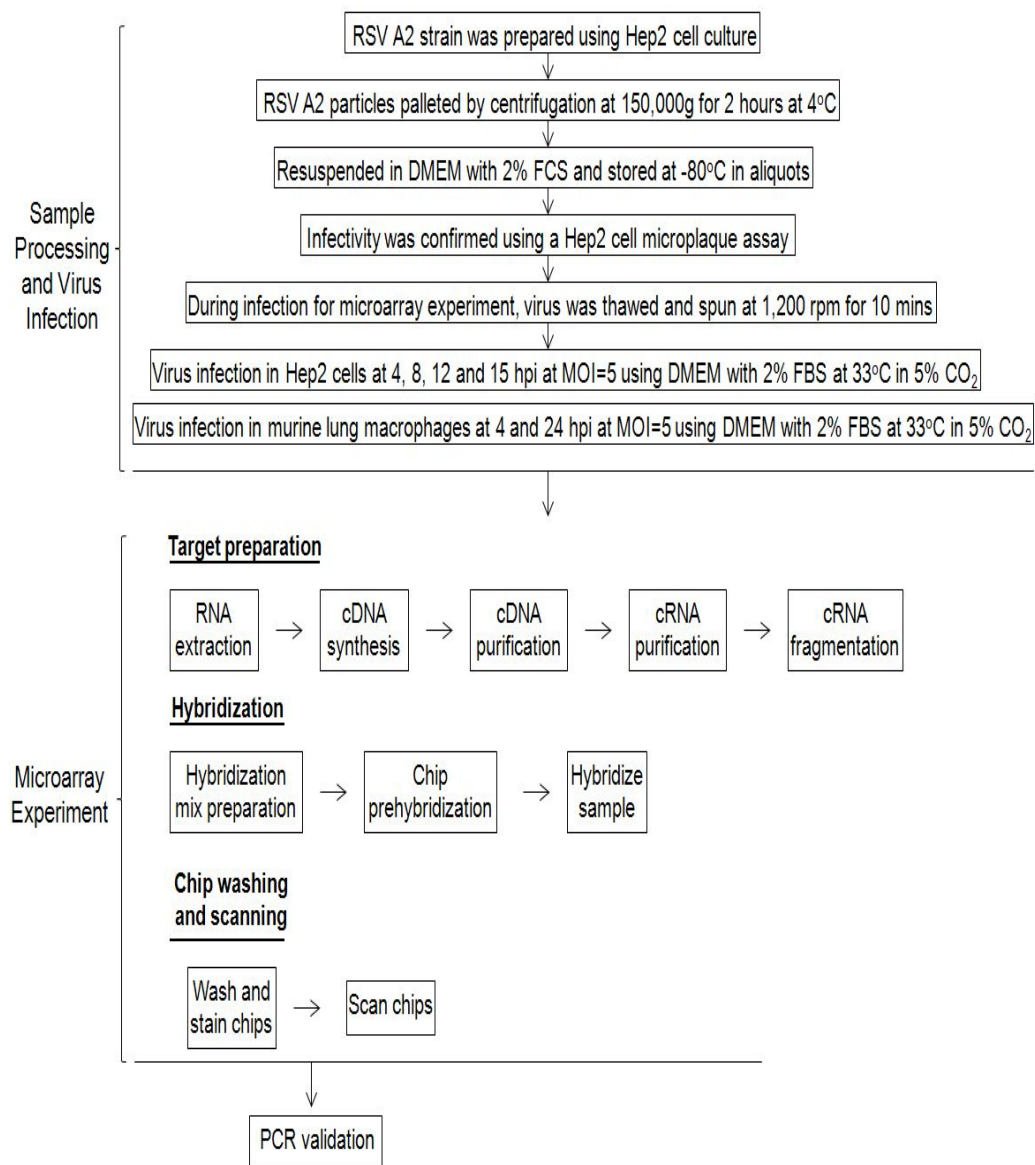 RSV A2 strain was prepared using Hep2 cell culture
RSV A2 particles palleted by centrifugation at 150,000g for 2 hours at 4oC
Resuspended in DMEM with 2% FCS and stored at -80oC in aliquots
Infectivity was confirmed using a Hep2 cell microplaque assay
During infection for microarray experiment, virus was thawed and spun at 1,200 rpm for 10 mins
Virus infection in Hep2 cells at 4, 8, 12 and 15 hpi at MOI=5 using DMEM with 2% FBS at 33oC in 5% CO2
Virus infection in murine lung macrophages at 4 and 24 hpi at MOI=5 using DMEM with 2% FBS at 33oC in 5% CO2
Sample
Processing
and Virus
Infection
Target preparation
RNA
extraction
cDNA
synthesis
cDNA
purification
cRNA
purification
cRNA
fragmentation
Hybridization
Hybridization
mix preparation
Chip
prehybridization
Hybridize
sample
Microarray
Experiment
Chip washing
and scanning
Wash and
stain chips
Scan chips
PCR validation